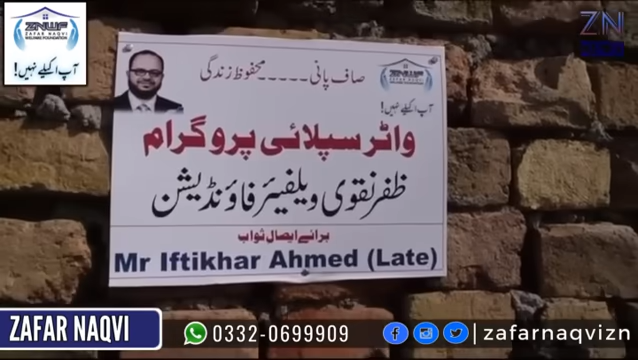 ZNWF
ZAFAR NAQVI
WELFARE FOUNDATION
آپ اکیلے نہیں!
ZN
صاف پانی ..... محفوظ زندگی
ZNWF
آپ اکیلے نہیں!
واٹر سپلائی پروگرام
ظفر نقوی ویلفیئر فاؤنڈیشن
برائے ایصال ثواب
Mr Iftikhar Ahmed (Late)
ZAFAR NAQVI
0332-0699909
zafarnaqvizn